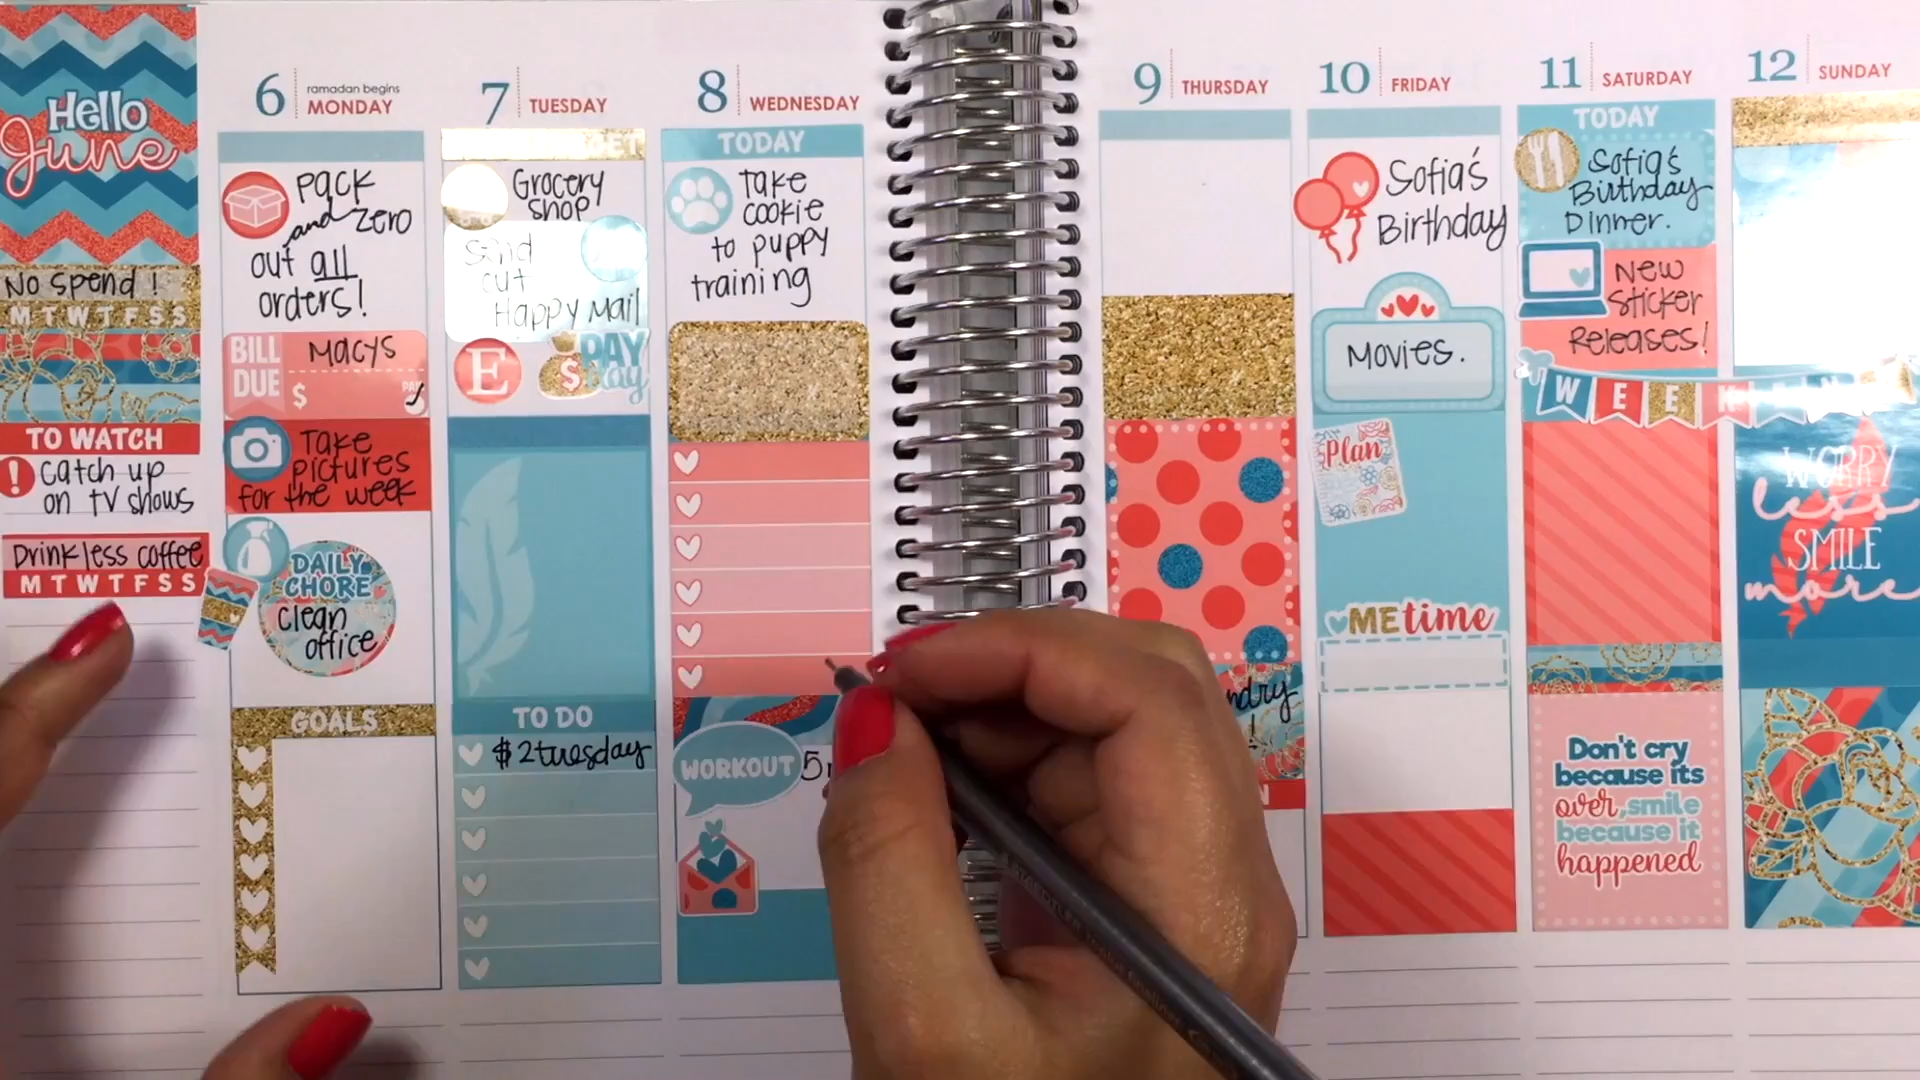 Hello
June
No Spend !
M T W T F S S
TO WATCH
! Catch up
on TV shows
Drink less coffee
M T W T F S S
6
ramadan begins
MONDAY
Pack
and zero
out all
orders!
BILL
DUE
Macys
$
Take
pictures
for the week
DAILY
CHORE
clean
office
GOALS
7 TUESDAY
Grocery
shop
Send
out
Happy Mail
E
$
PAY
day
TO DO
$2tuesday
8 WEDNESDAY
TODAY
Take
cookie
to puppy
training
WORKOUT
9 THURSDAY
10 FRIDAY
Sofia's
Birthday
Movies.
Plan
ME time
11 SATURDAY
TODAY
Sofia's
Birthday
Dinner.
New
Sticker
Releases!
Don't cry
because its
over, smile
because it
happened
12 SUNDAY
WORRY
less
SMILE
more